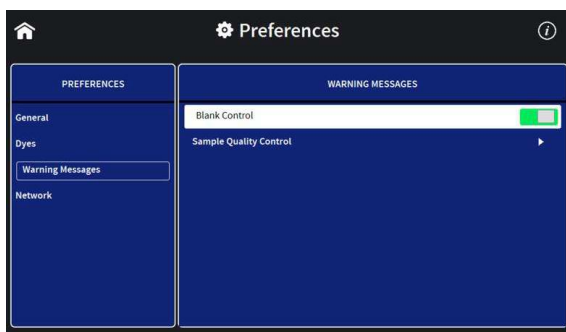 Preferences
i
PREFERENCES
General
Dyes
Warning Messages
Network
WARNING MESSAGES
Blank Control
Sample Quality Control